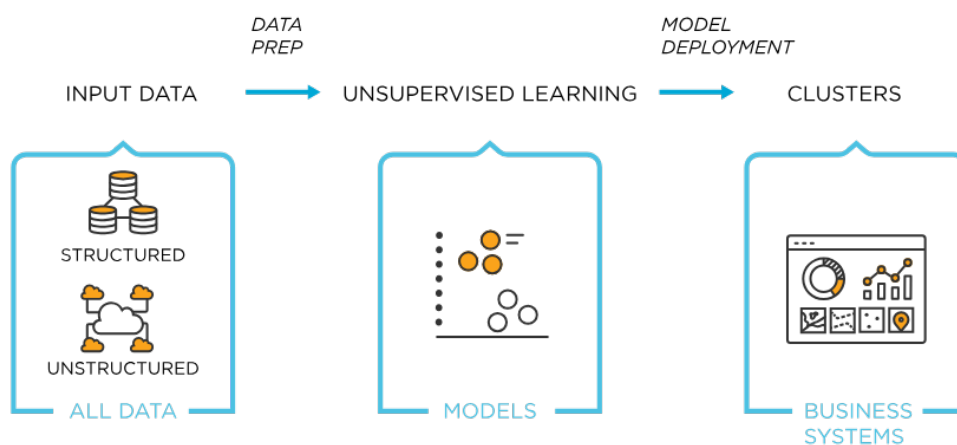 DATA
PREP
MODEL
DEPLOYMENT
INPUT DATA
UNSUPERVISED LEARNING
CLUSTERS
STRUCTURED
UNSTRUCTURED
ALL DATA
MODELS
BUSINESS
SYSTEMS